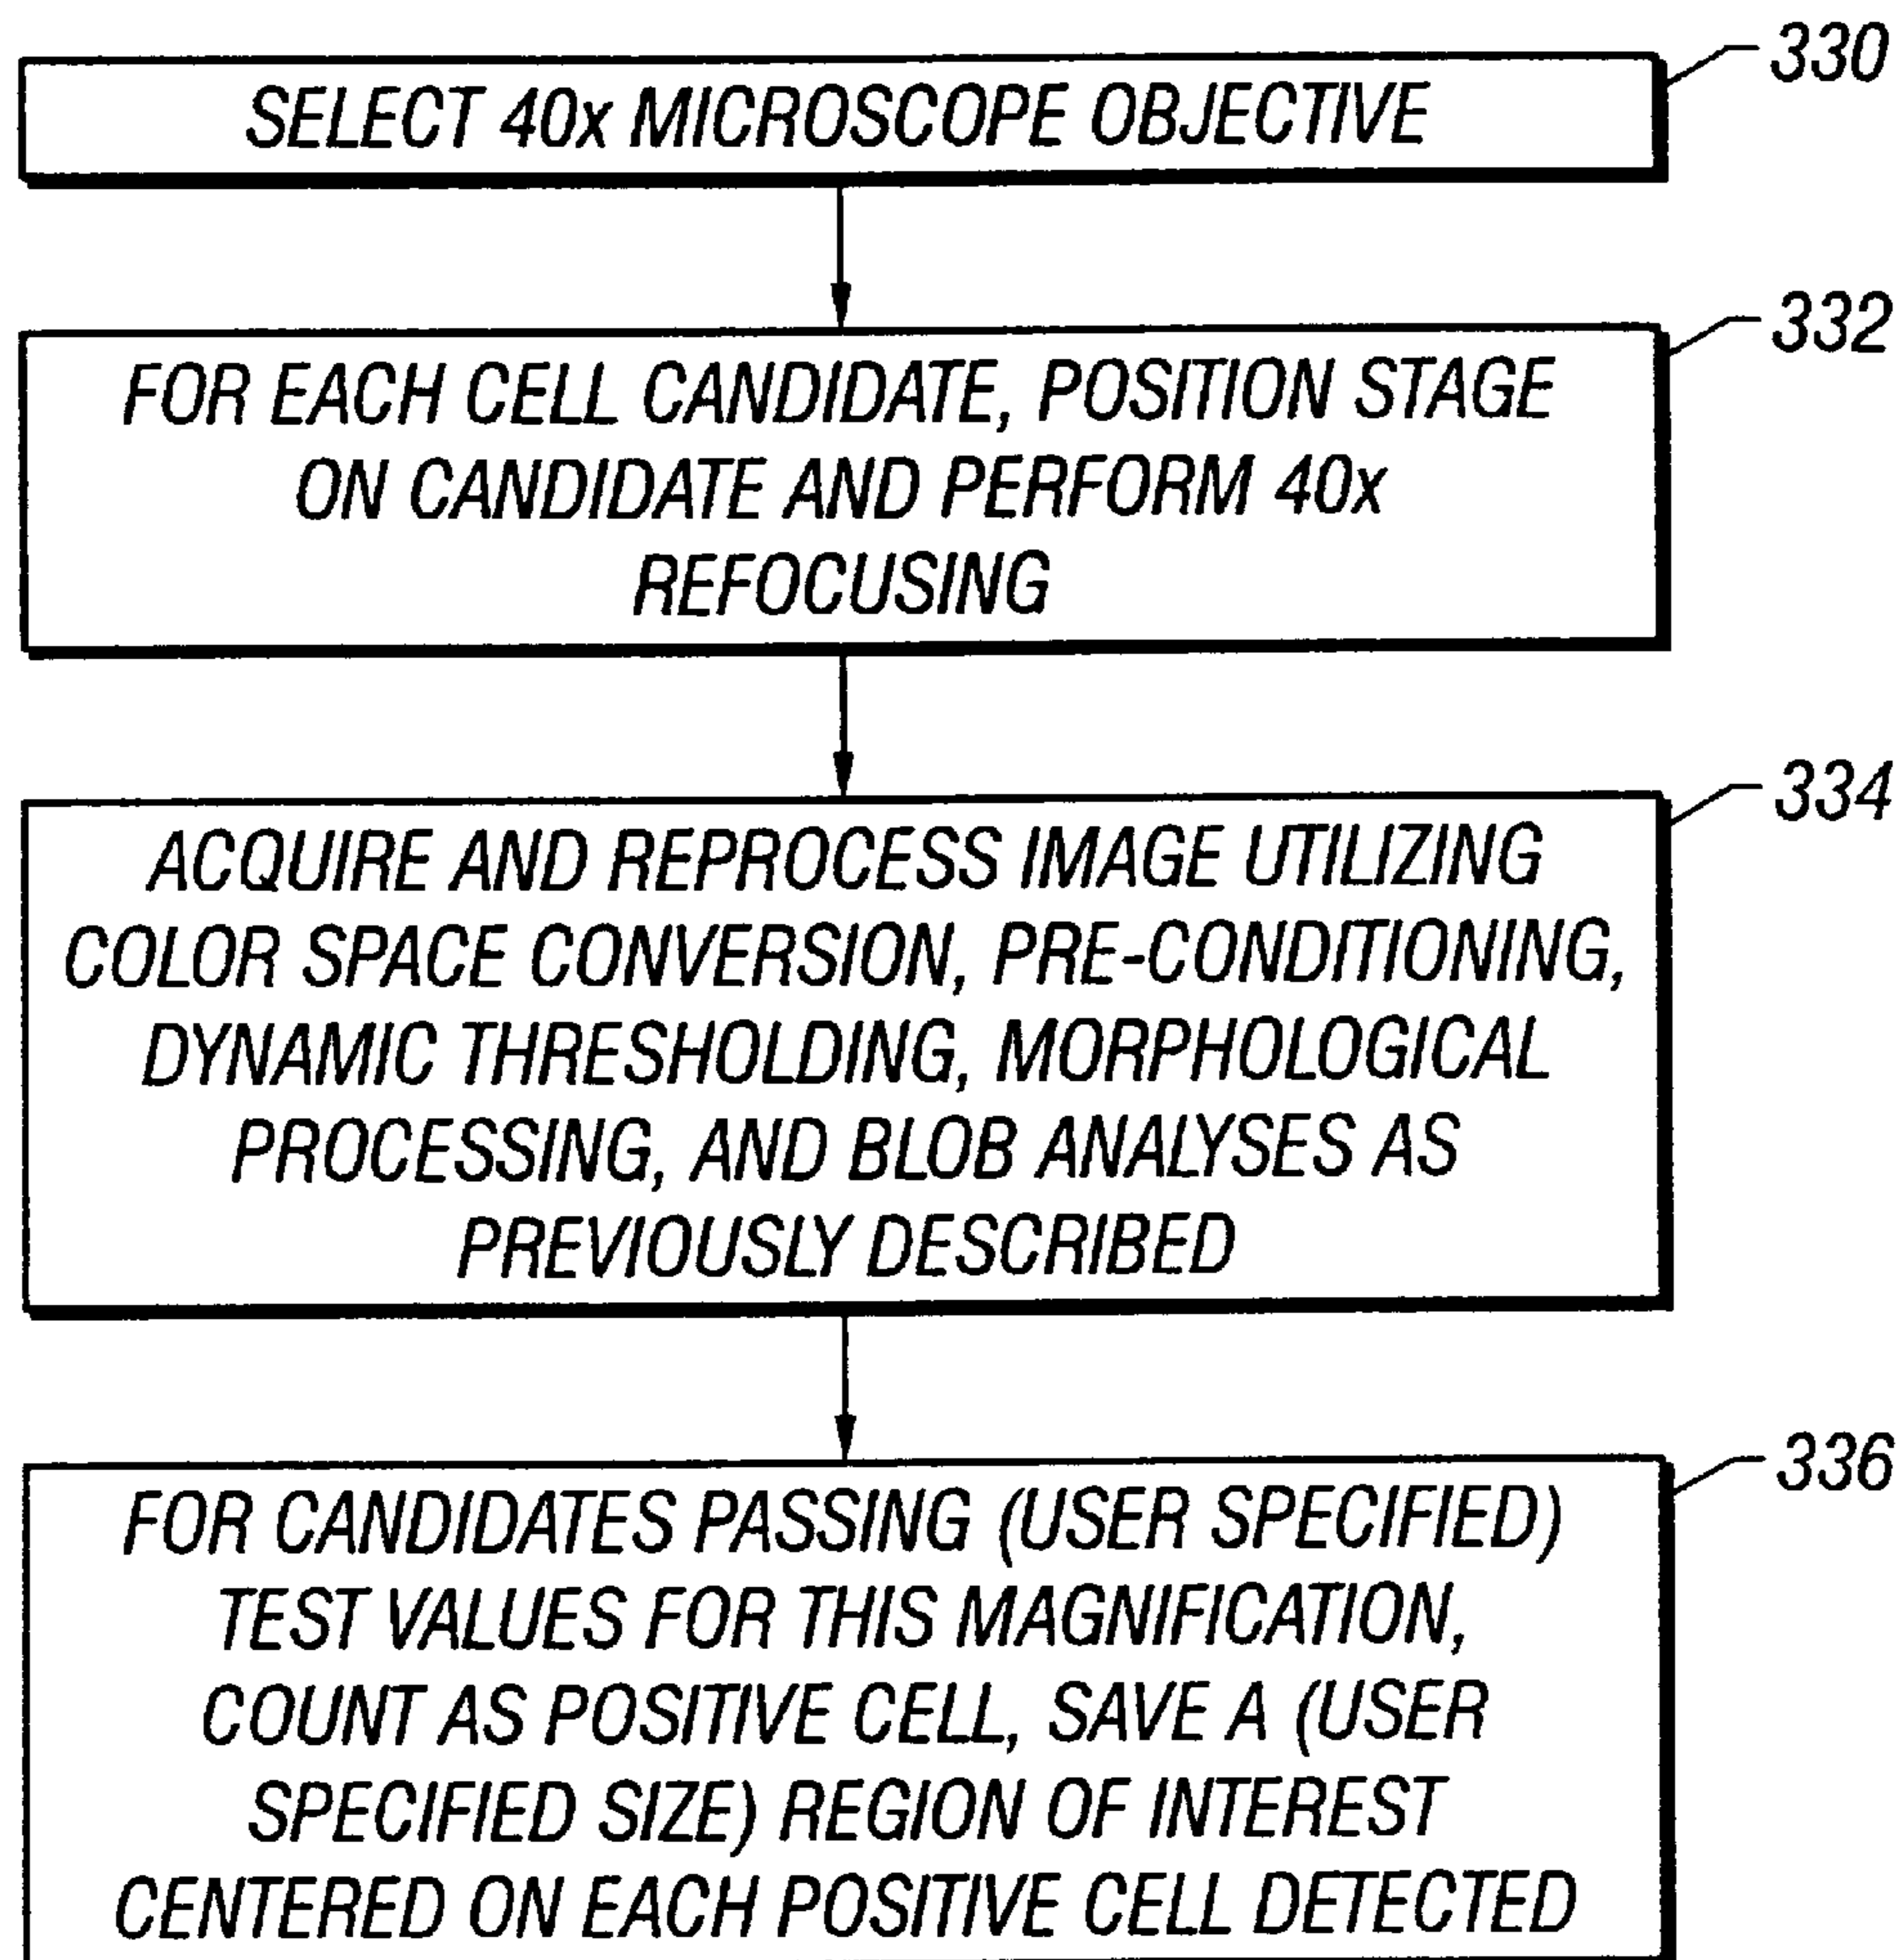 330
SELECT 40x MICROSCOPE OBJECTIVE
332
FOR EACH CELL CANDIDATE, POSITION STAGE
ON CANDIDATE AND PERFORM 40x
REFOCUSING
334
ACQUIRE AND REPROCESS IMAGE UTILIZING
COLOR SPACE CONVERSION, PRE-CONDITIONING,
DYNAMIC THRESHOLDING, MORPHOLOGICAL
PROCESSING, AND BLOB ANALYSES AS
PREVIOUSLY DESCRIBED
336
FOR CANDIDATES PASSING (USER SPECIFIED)
TEST VALUES FOR THIS MAGNIFICATION,
COUNT AS POSITIVE CELL, SAVE A (USER
SPECIFIED SIZE) REGION OF INTEREST
CENTERED ON EACH POSITIVE CELL DETECTED